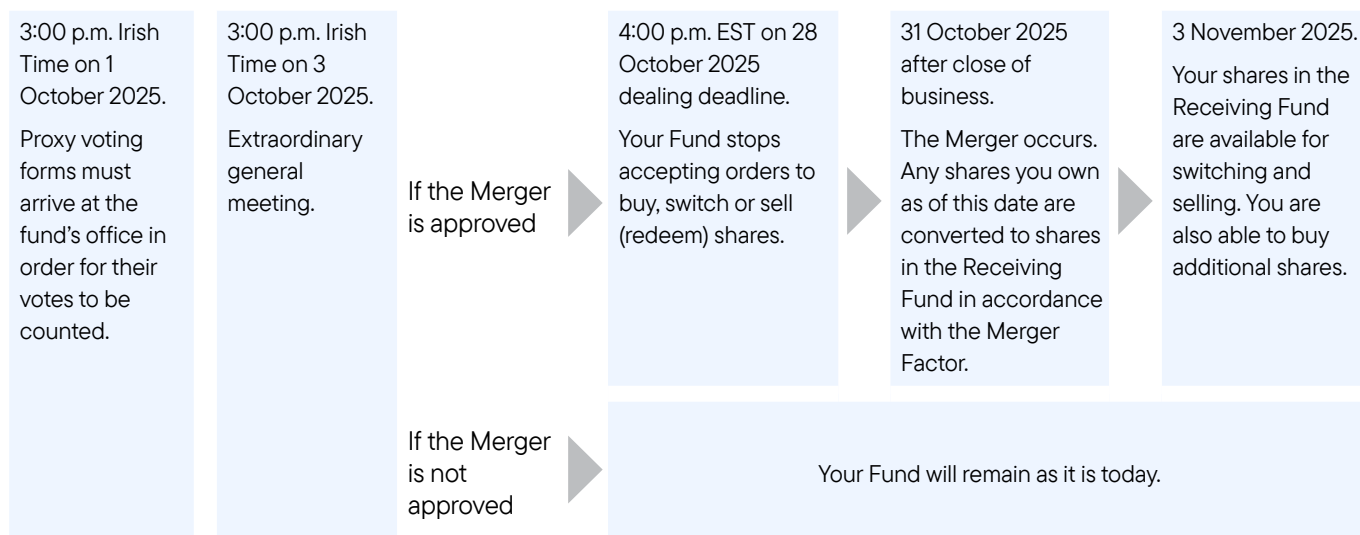 3:00 p.m. Irish
Time on 1
October 2025.
Proxy voting
forms must
arrive at the
fund’s office in
order for their
votes to be
counted.
3:00 p.m. Irish
Time on 3
October 2025.
Extraordinary
general
meeting.
If the Merger
is approved
4:00 p.m. EST on 28
October 2025
dealing deadline.
Your Fund stops
accepting orders to
buy, switch or sell
(redeem) shares.
31 October 2025
after close of
business.
The Merger occurs.
Any shares you own
as of this date are
converted to shares
in the Receiving
Fund in accordance
with the Merger
Factor.
3 November 2025.
Your shares in the
Receiving Fund
are available for
switching and
selling. You are
also able to buy
additional shares.
If the Merger
is not
approved
Your Fund will remain as it is today.